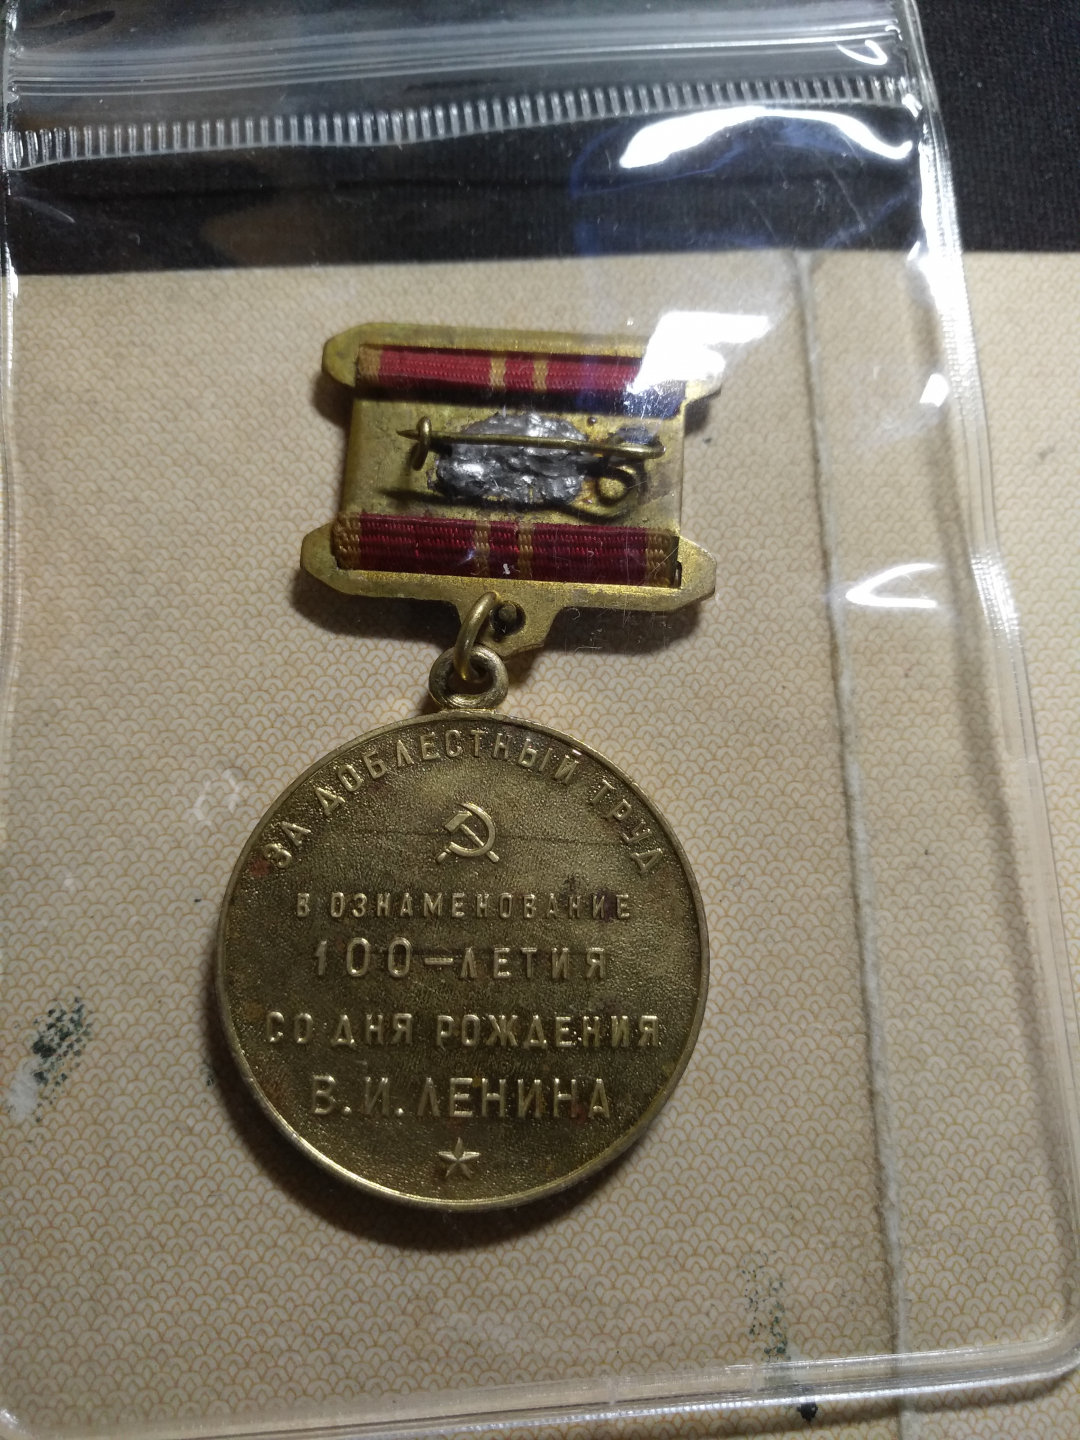 ЗА ДОБЛЕСТНЫЙ ТРУД
В ОЗНАМЕНОВАНИЕ
100-ЛЕТИЯ
СО ДНЯ РОЖДЕНИЯ
В.И. ЛЕНИНА